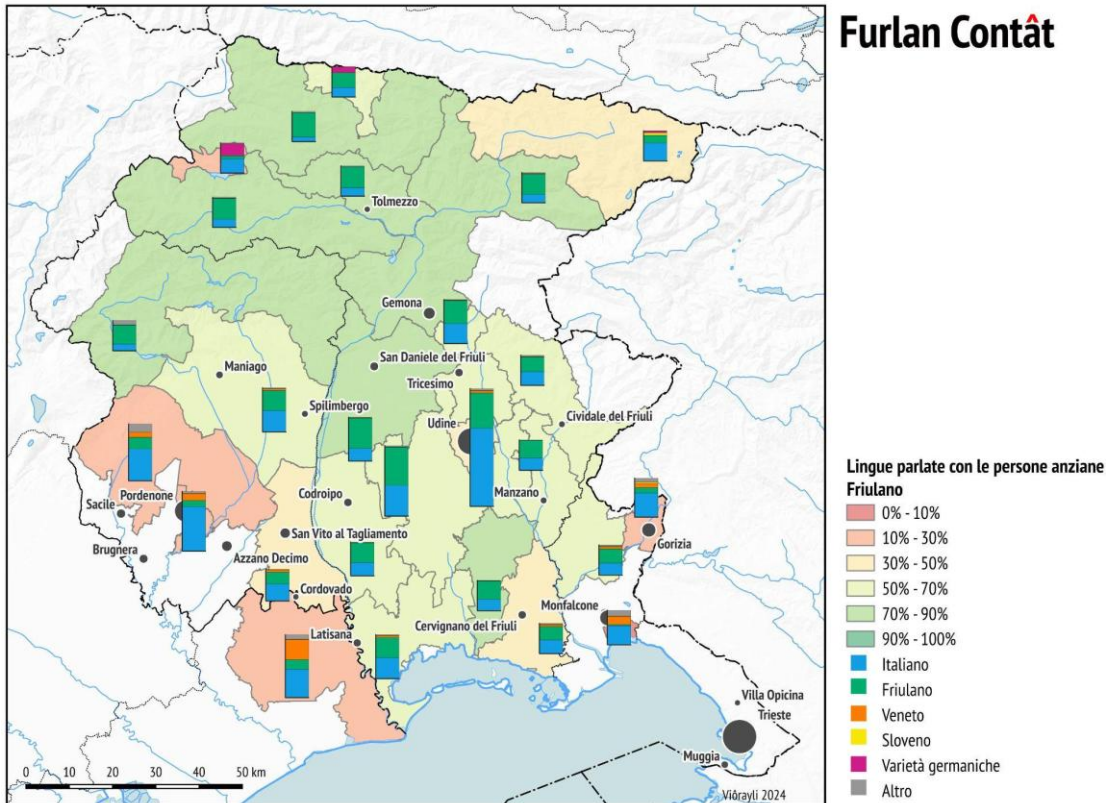 Furlan Contât
Tolmezzo
Gemona
San Daniele del Friuli
Tricesimo
Maniago
Spilimbergo
Cividale del Friuli
Udine
Manzano
Codroipo
Pordenone
Sacile
Brugnera
San Vito al Tagliamento
Azzano Decimo
Cordovado
Gorizia
Monfalcone
Cervignano del Friuli
Latisana
Villa Opicina
Trieste
Muggia
0 10 20 30 40 50 km
Viôrayli 2024
Lingue parlate con le persone anziane
Friulano
0% - 10%
10% - 30%
30% - 50%
50% - 70%
70% - 90%
90% - 100%
Italiano
Friulano
Veneto
Sloveno
Varietà germaniche
Altro